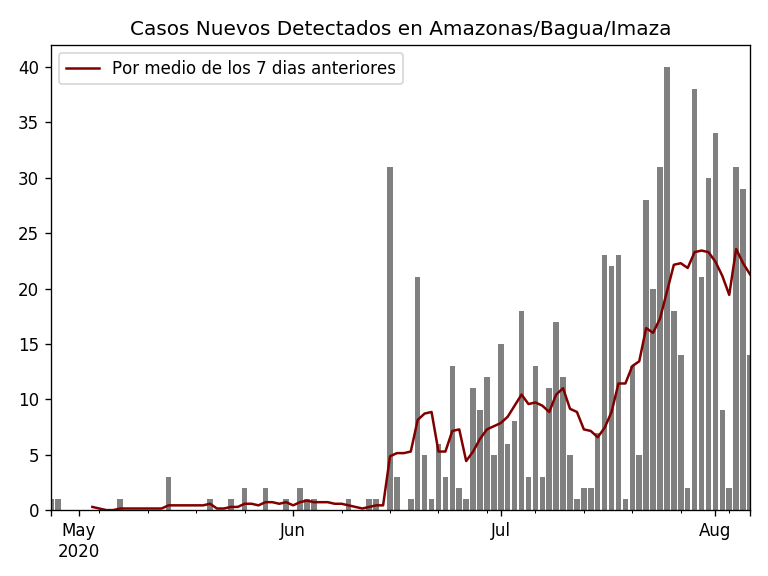 Casos Nuevos Detectados en Amazonas/Bagua/Imaza
Por medio de los 7 dias anteriores
40
35
30
25
20
15
10
5
0
May
2020
Jun
Jul
Aug